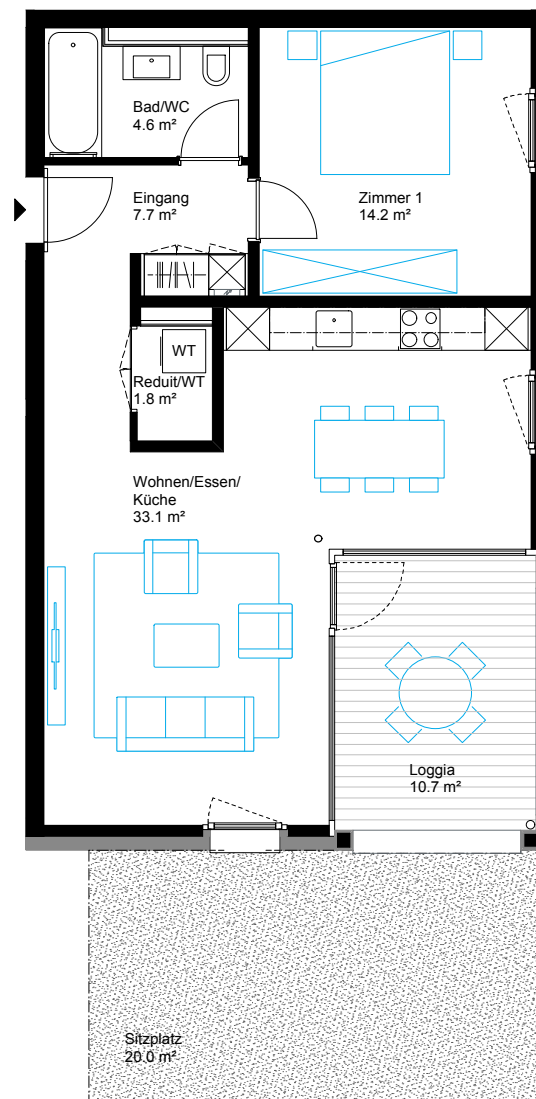 Bad/WC
4.6 m²
Eingang
7.7 m²
Zimmer 1
14.2 m²
WT
Reduit/WT
1.8 m²
Wohnen/Essen/
Küche
33.1 m²
Loggia
10.7 m²
Sitzplatz
20.0 m²